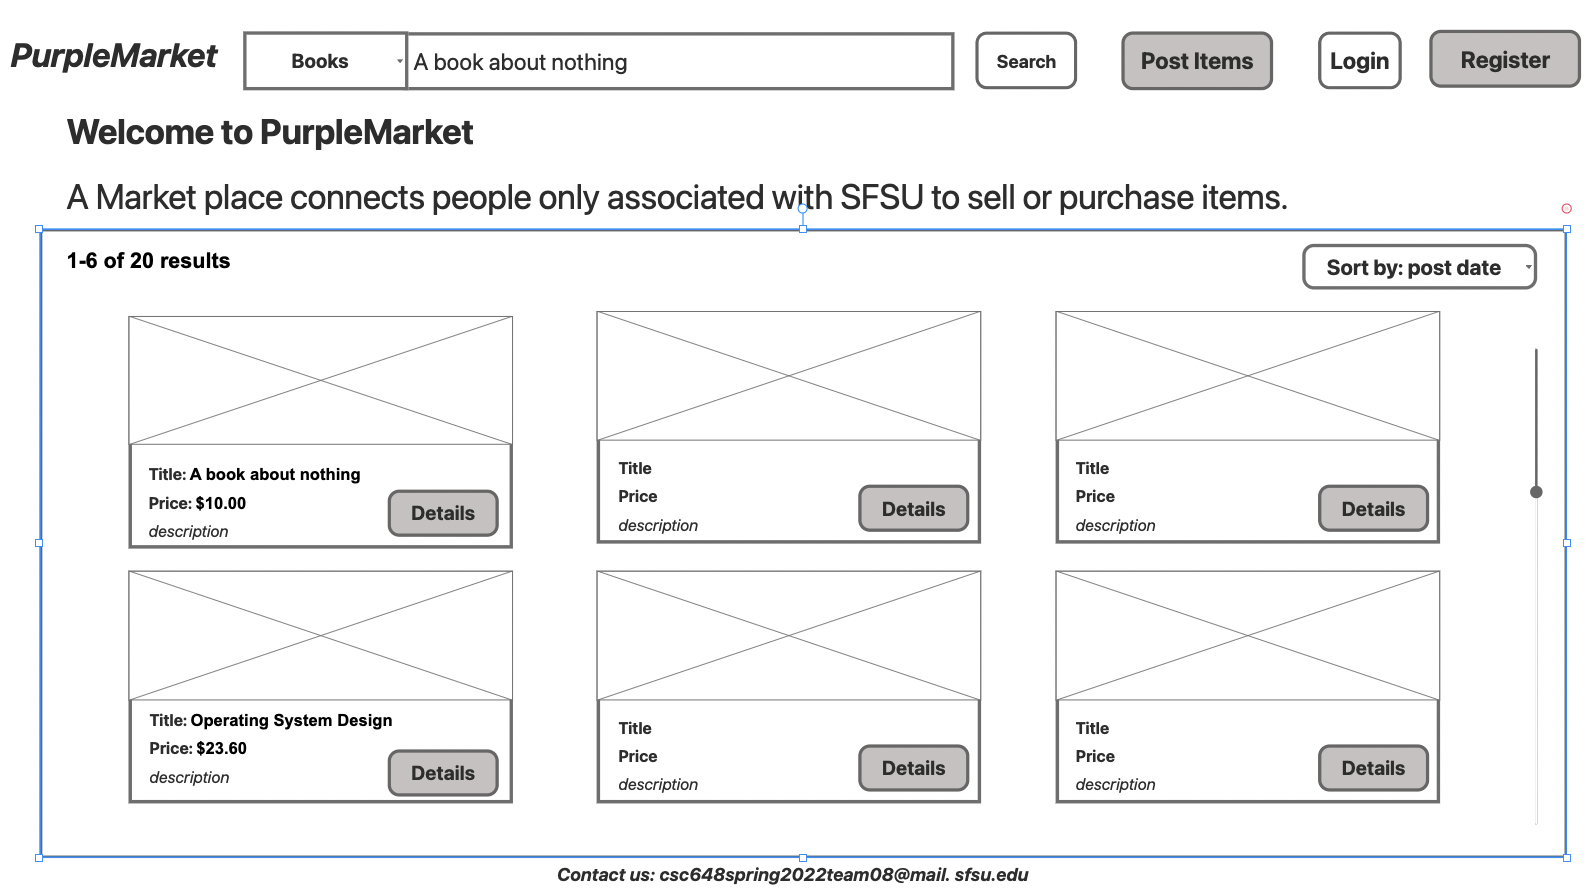 PurpleMarket
Books
A book about nothing
Search
Post Items
Login
Register
Welcome to PurpleMarket
A Market place connects people only associated with SFSU to sell or purchase items.
1-6 of 20 results
Sort by: post date
Title: A book about nothing
Price: $10.00
description
Details
Title
Price
description
Details
Title
Price
description
Details
Title: Operating System Design
Price: $23.60
description
Details
Title
Price
description
Details
Title
Price
description
Details
Contact us: csc648spring2022team08@mail. sfsu.edu